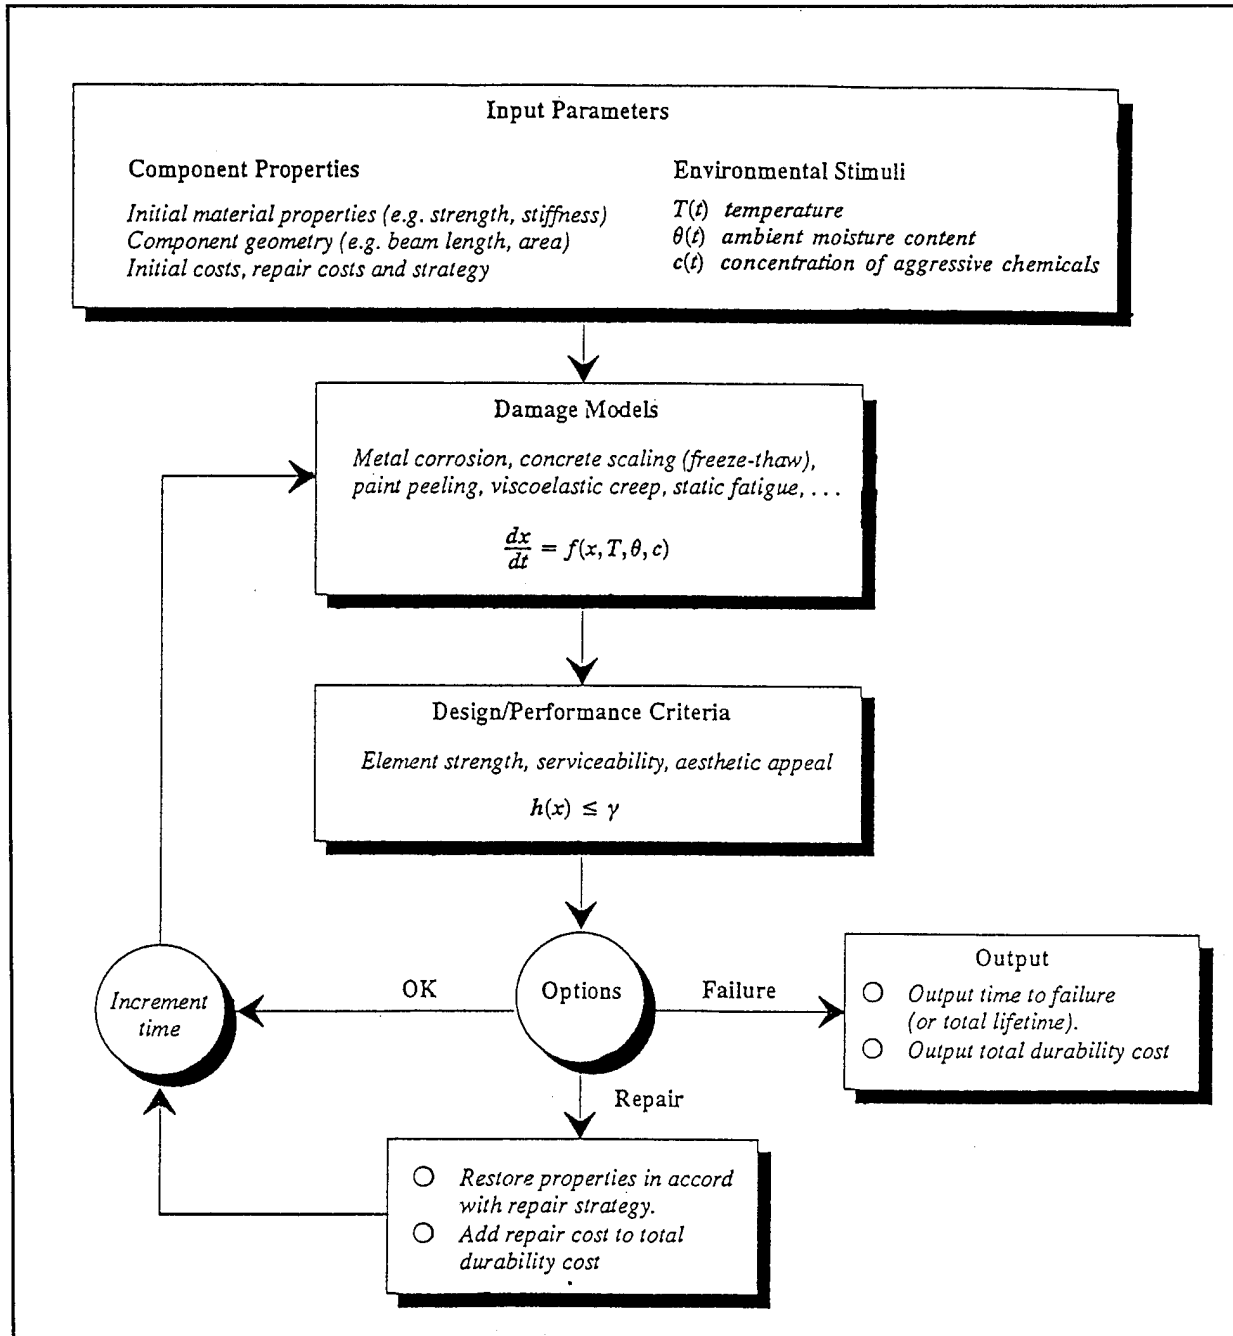 Input Parameters
Component Properties
Initial material properties (e.g. strength, stiffness)
Component geometry (e.g. beam length, area)
Initial costs, repair costs and strategy
Environmental Stimuli
T(t) temperature
θ(t) ambient moisture content
c(t) concentration of aggressive chemicals
Damage Models
Metal corrosion, concrete scaling (freeze-thaw),
paint peeling, viscoelastic creep, static fatigue, ...
dx/dt = f(x, T, θ, c)
Design/Performance Criteria
Element strength, serviceability, aesthetic appeal
h(x) ≤ γ
Increment
time
OK
Options
Failure
Output
○ Output time to failure
(or total lifetime).
○ Output total durability cost
Repair
○ Restore properties in accord
with repair strategy.
○ Add repair cost to total
durability cost